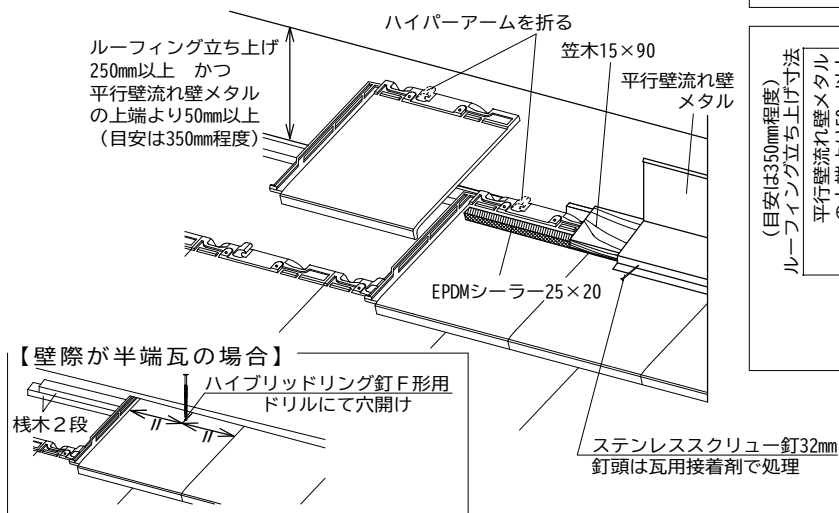 ハイパーアームを折る
ルーフィング立ち上げ
250mm以上　かつ
平行壁流れ壁メタル
の上端より50mm以上
（目安は350mm程度）
笠木15×90
平行壁流れ壁
メタル
EPDMシーラー25×20
【壁際が半端瓦の場合】
ハイブリッドリング釘Ｆ形用
ドリルにて穴開け
桟木２段
〃
〃
ステンレススクリュー釘32mm
釘頭は瓦用接着剤で処理
平行壁流れ壁メタル
ルーフィング立ち上げ寸法
（目安は350mm程度）